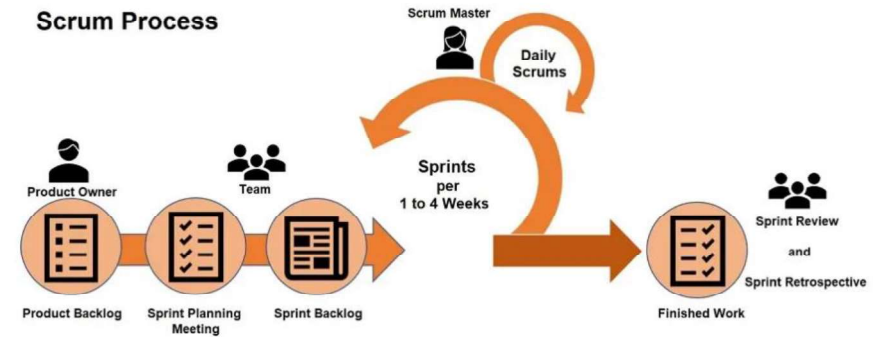 Scrum Process
Scrum Master
Daily
Scrums
Sprints
per
1 to 4 Weeks
Product Owner
Team
Product Backlog
Sprint Planning
Meeting
Sprint Backlog
Finished Work
Sprint Review
and
Sprint Retrospective